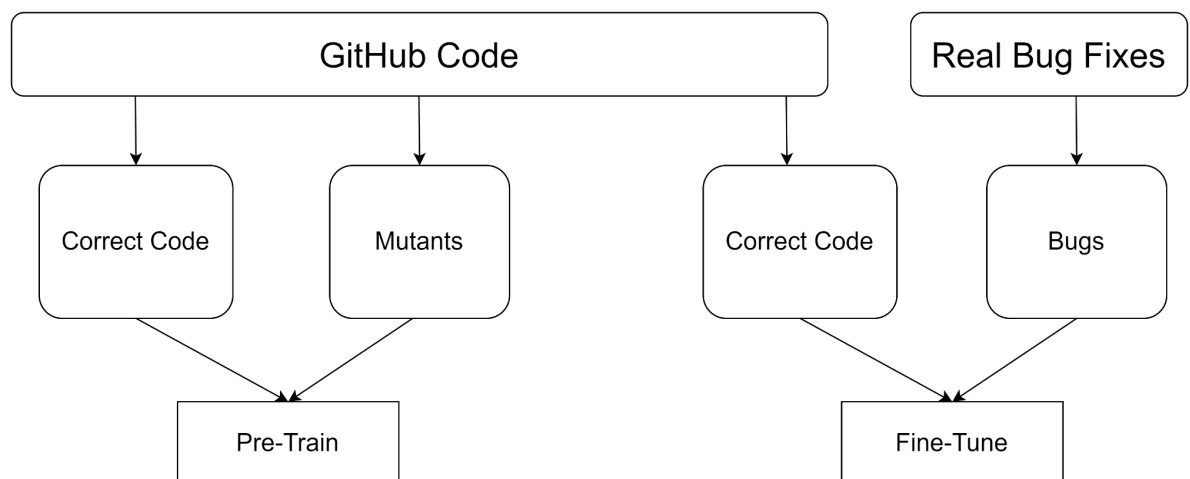 GitHub Code
Real Bug Fixes
Correct Code
Mutants
Correct Code
Bugs
Pre-Train
Fine-Tune